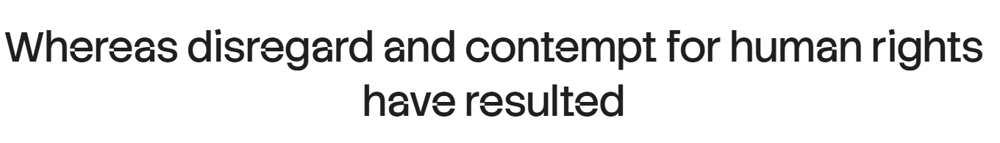 Whereas disregard and contempt for human rights
have resulted